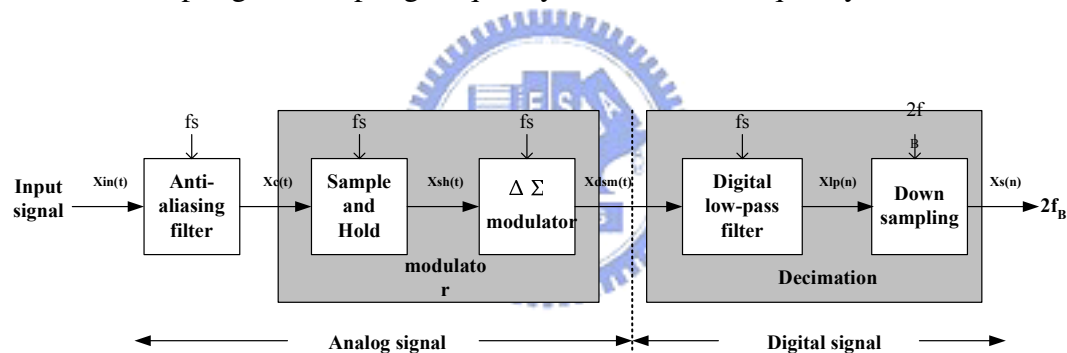 fs
fs
fs
fs
2f
B
Input
signal
Xin(t)
Anti-
aliasing
filter
Xc(t)
Sample
and
Hold
Xsh(t)
Δ Σ
modulator
Xdsm(t)
Digital
low-pass
filter
Xlp(n)
Down
sampling
Xs(n)
2fB
modulato
r
Decimation
Analog signal
Digital signal